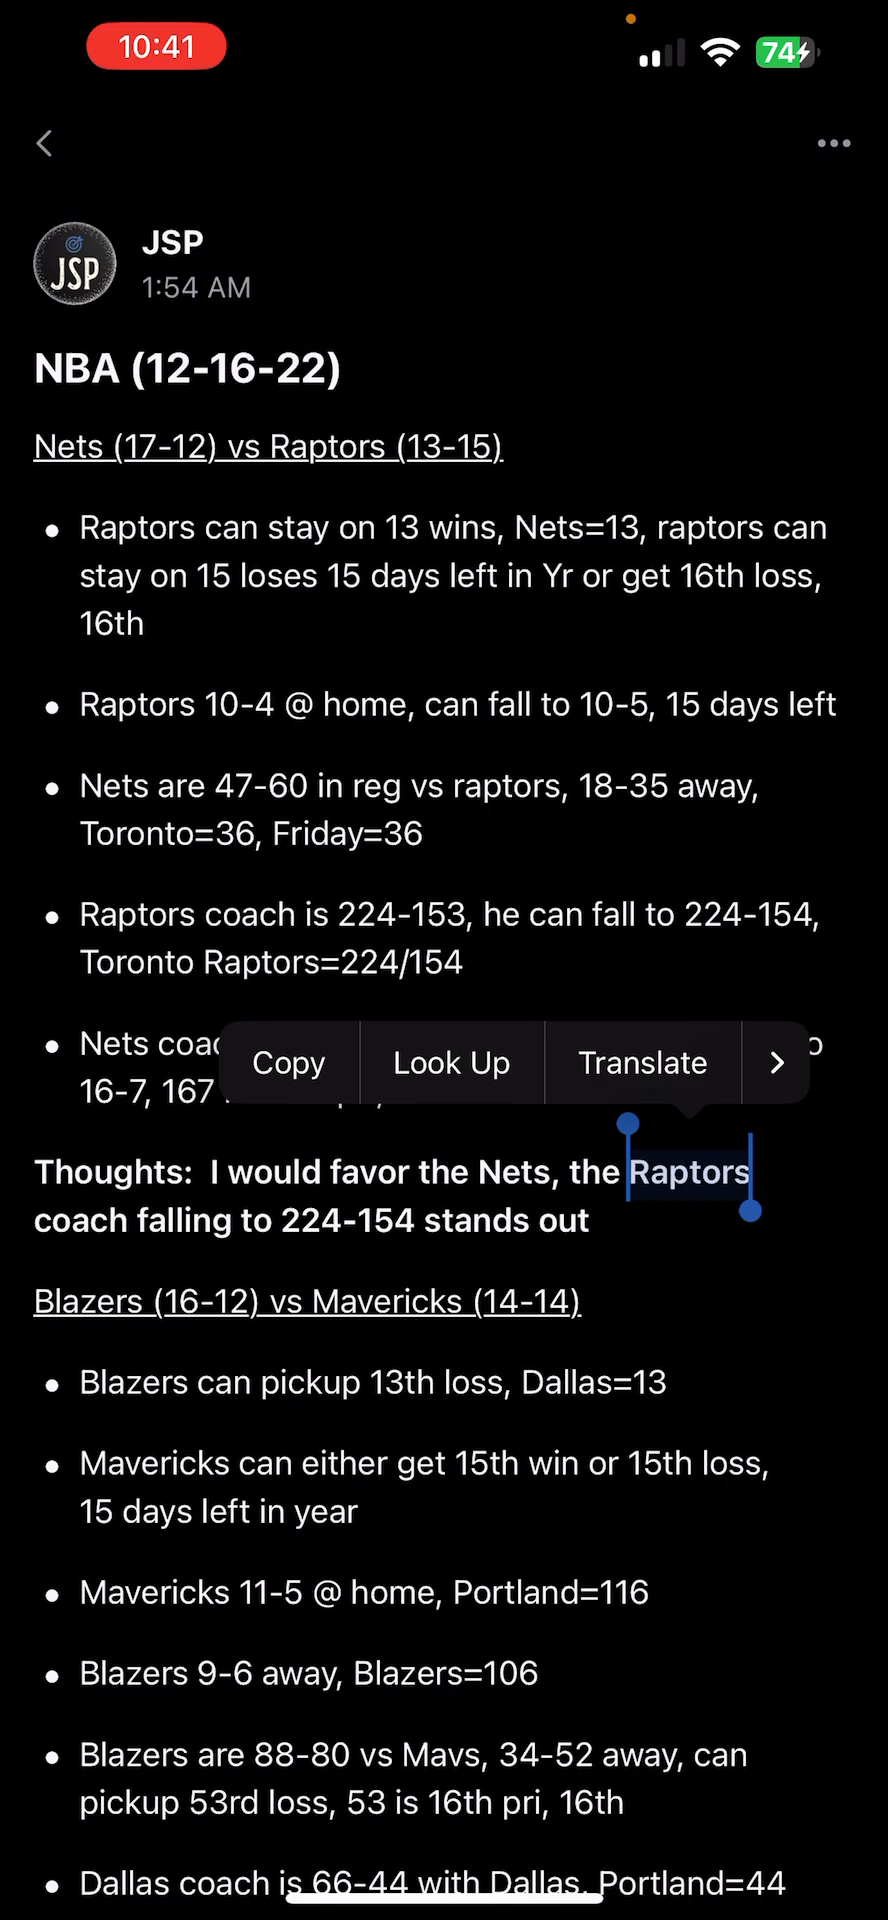 10:41
74
JSP
JSP
1:54 AM
NBA (12-16-22)
Nets (17-12) vs Raptors (13-15)
• Raptors can stay on 13 wins, Nets=13, raptors can
stay on 15 loses 15 days left in Yr or get 16th loss,
16th
• Raptors 10-4 @ home, can fall to 10-5, 15 days left
• Nets are 47-60 in reg vs raptors, 18-35 away,
Toronto=36, Friday=36
• Raptors coach is 224-153, he can fall to 224-154,
Toronto Raptors=224/154
• Nets
Copy Look Up Translate
16-7, 167
Thoughts: I would favor the Nets, the Raptors
coach falling to 224-154 stands out
Blazers (16-12) vs Mavericks (14-14)
• Blazers can pickup 13th loss, Dallas=13
• Mavericks can either get 15th win or 15th loss,
15 days left in year
• Mavericks 11-5 @ home, Portland=116
• Blazers 9-6 away, Blazers=106
• Blazers are 88-80 vs Mavs, 34-52 away, can
pickup 53rd loss, 53 is 16th pri, 16th
• Dallas coach is 66-44 with Dallas, Portland=44